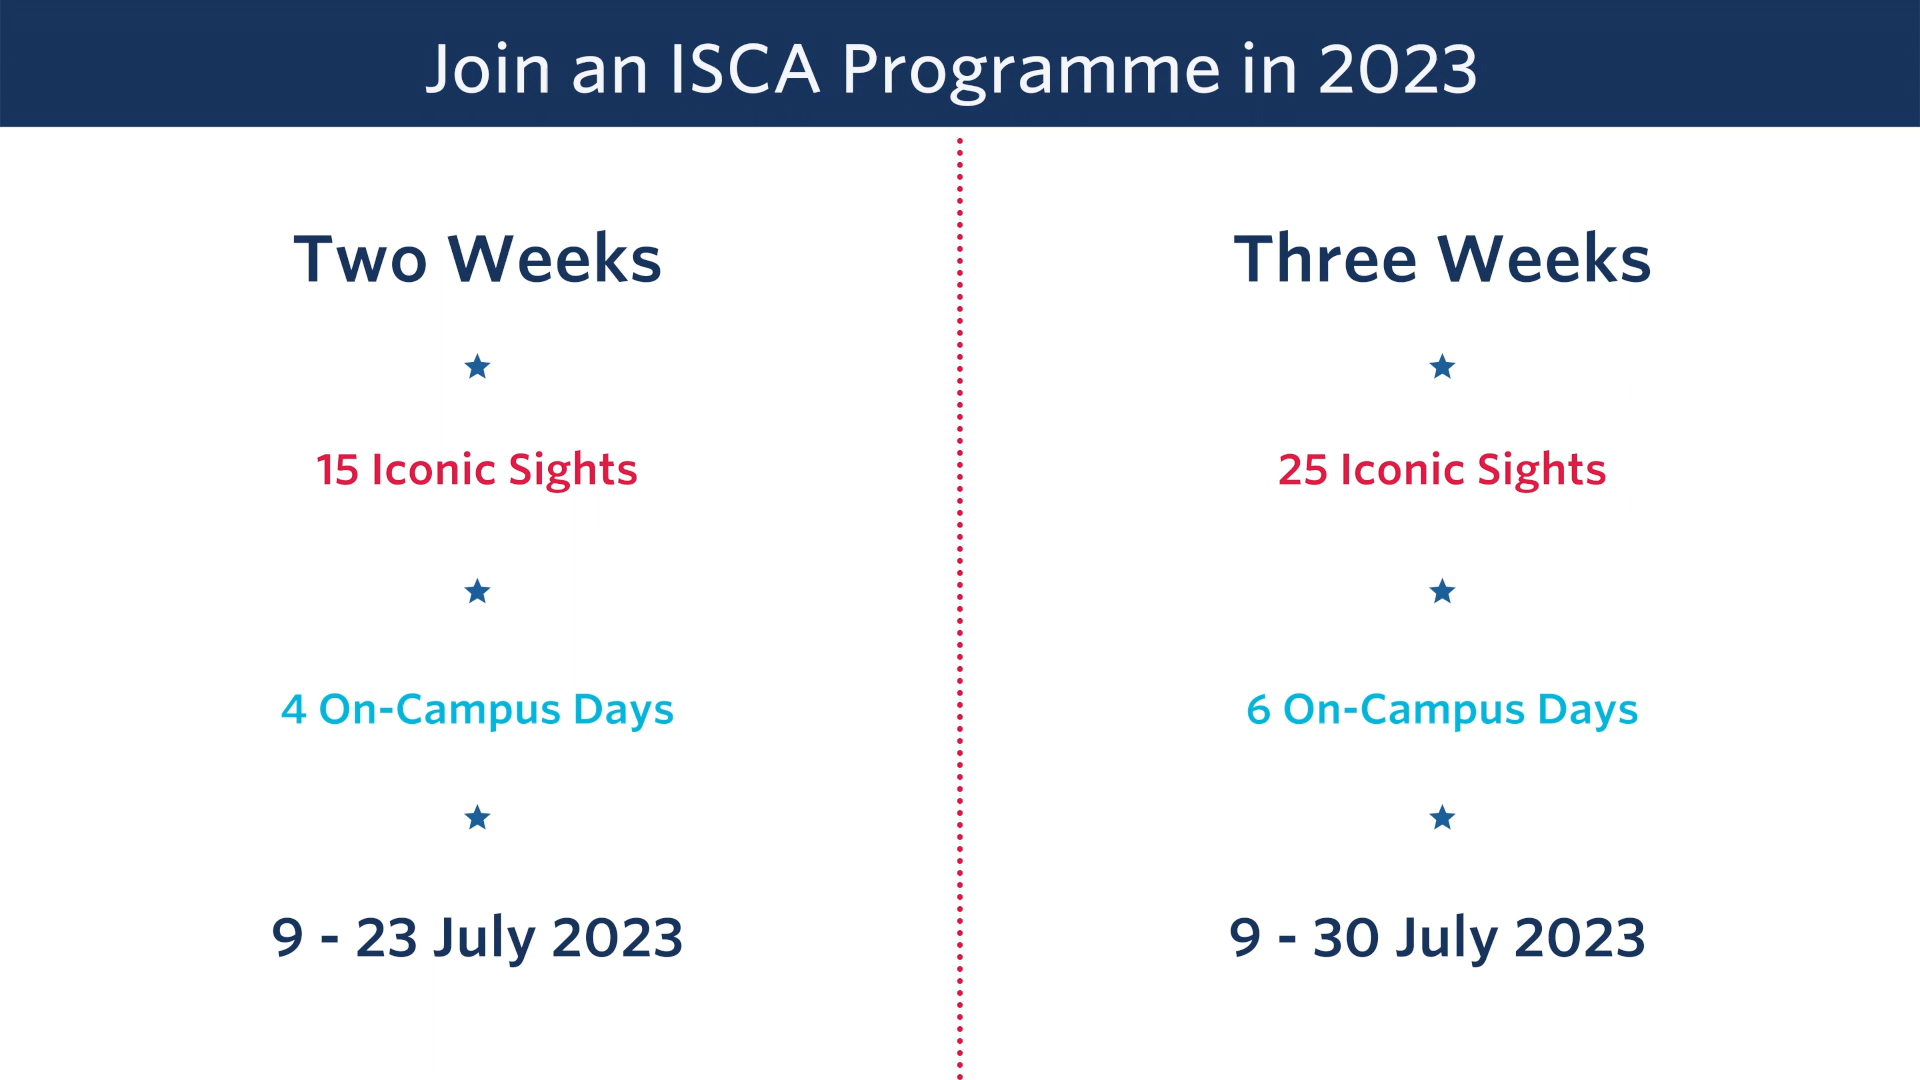 Join an ISCA Programme in 2023
Two Weeks
15 Iconic Sights
4 On-Campus Days
9 - 23 July 2023
Three Weeks
25 Iconic Sights
6 On-Campus Days
9 - 30 July 2023